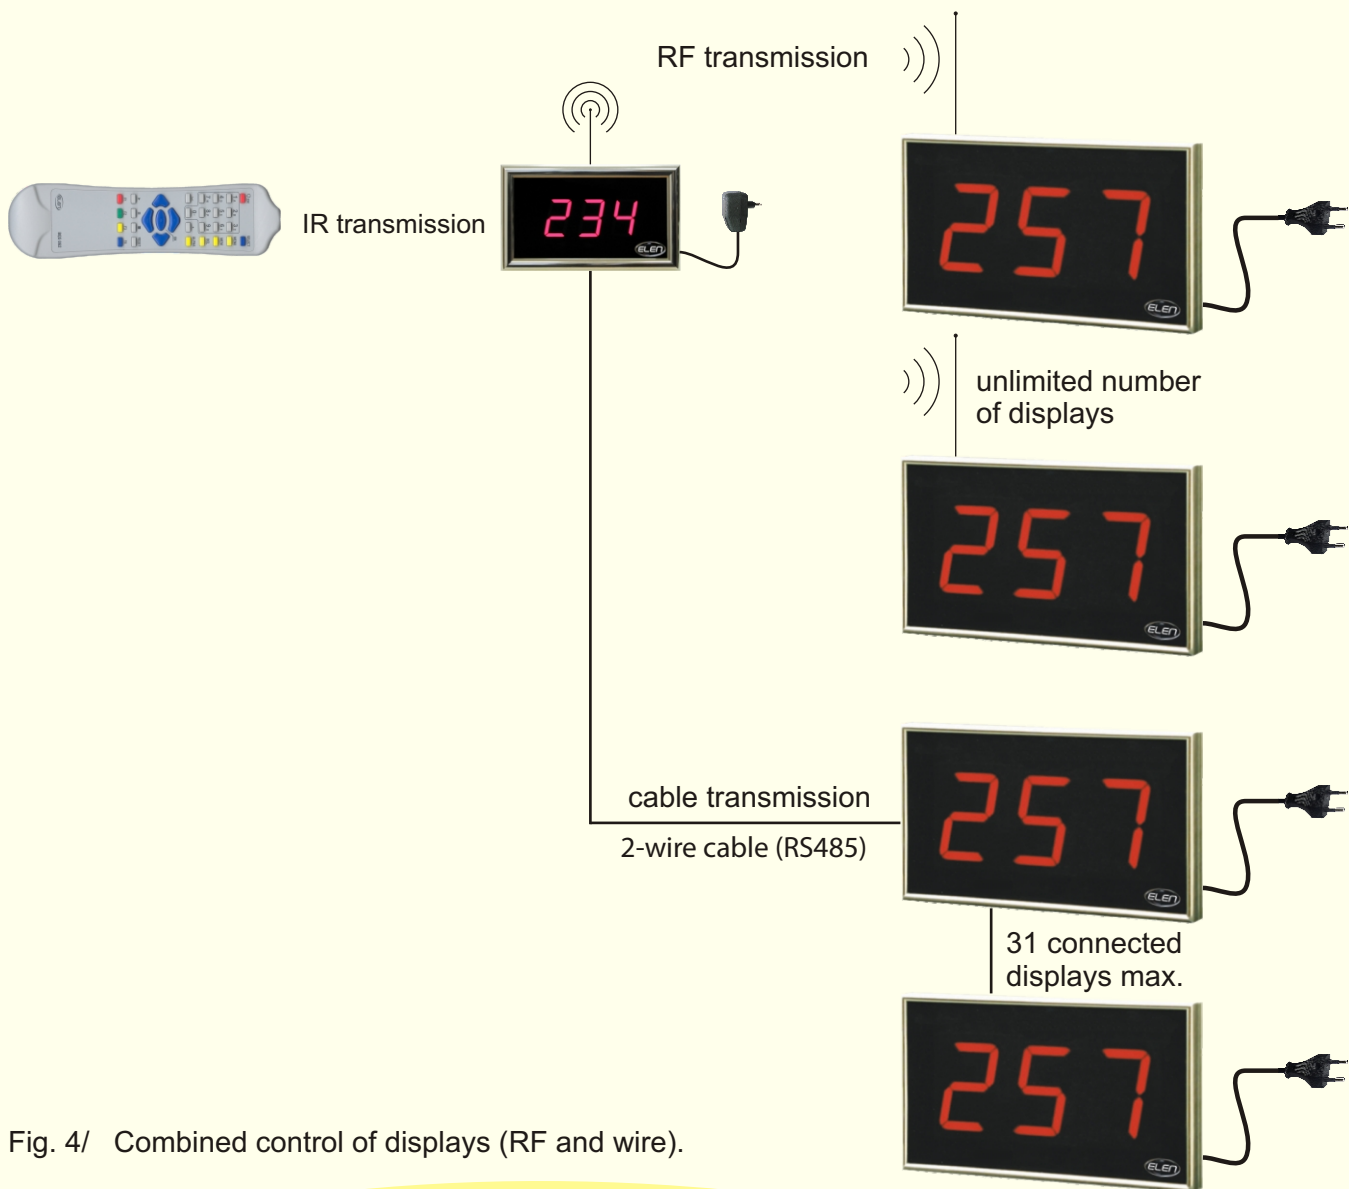 RF transmission
IR transmission
234
ELEN
257
ELEN
unlimited number
of displays
257
ELEN
cable transmission
2-wire cable (RS485)
257
ELEN
31 connected
displays max.
257
ELEN
Fig. 4/ Combined control of displays (RF and wire).